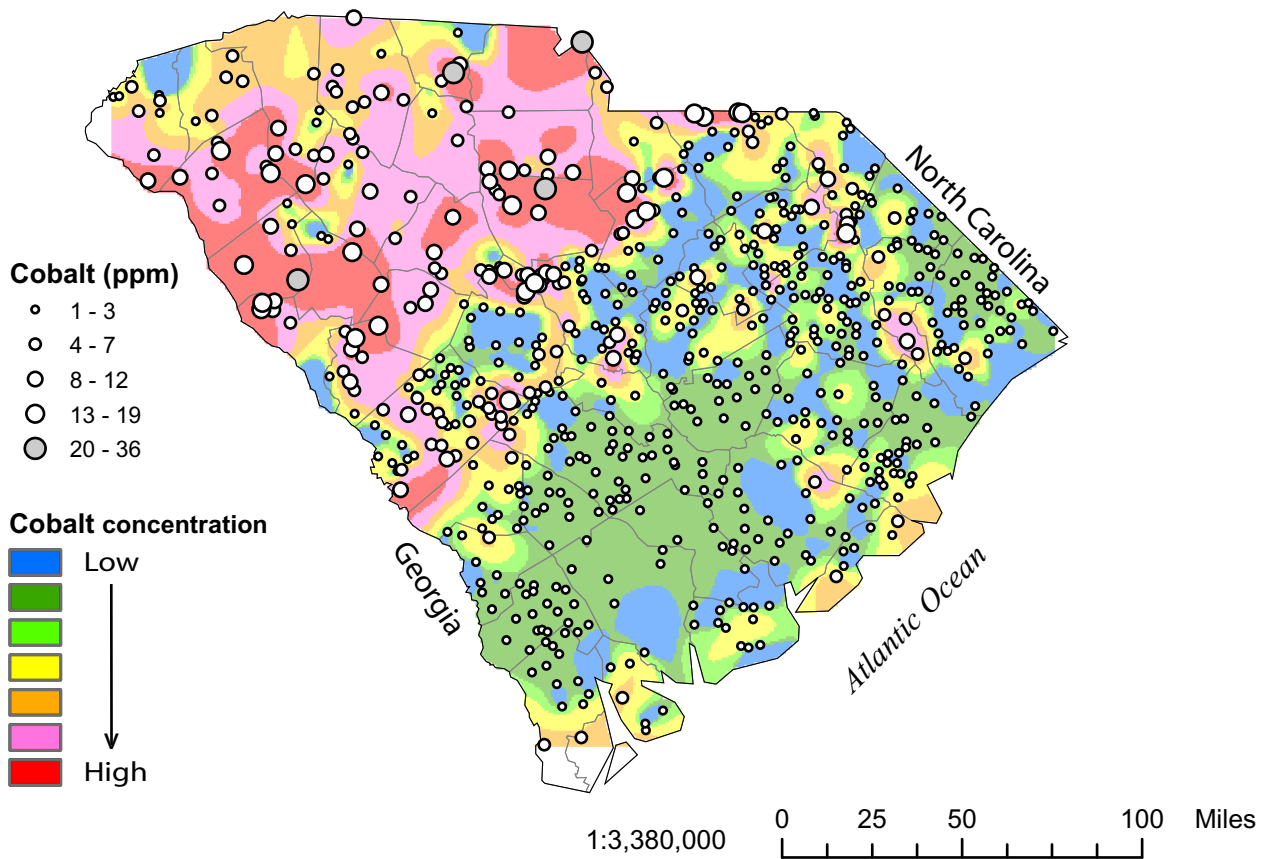 North Carolina
Cobalt (ppm)
1 - 3
4 - 7
8 - 12
13 - 19
20 - 36
Cobalt concentration
Low
High
Georgia
Atlantic Ocean
1:3,380,000
0 25 50 100 Miles